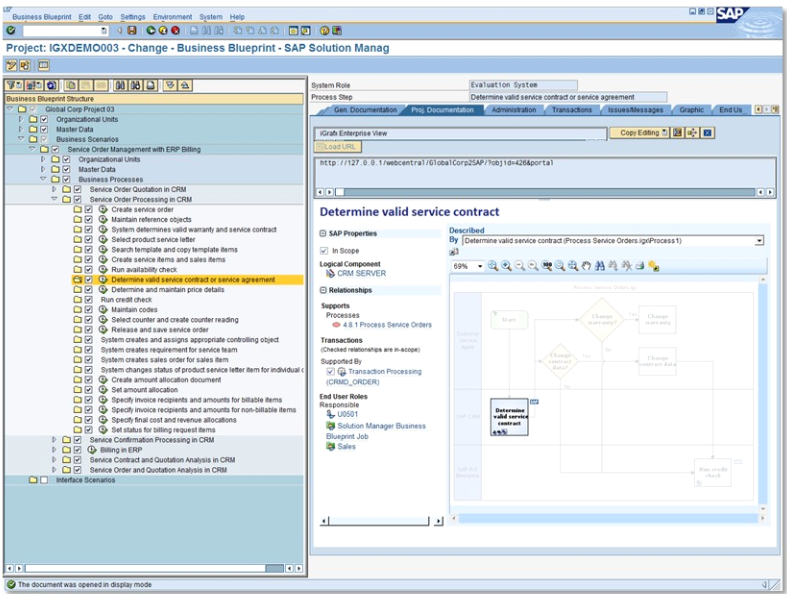 Business Blueprint Edit Goto Settings Environment System Help
SAP
Project: IGXDEMO003 - Change - Business Blueprint - SAP Solution Manag
Business Blueprint Structure
Global Corp Project 03
Organizational Units
Master Data
Business Scenarios
Service Order Management with ERP Billing
Organizational Units
Master Data
Business Processes
Service Order Quotation in CRM
Service Order Processing in CRM
Create service order
Maintain reference objects
System determines valid warranty and service contract
Select product service letter
Search template and copy template items
Create service items and sales items
Run availability check
Determine valid service contract or service agreement
Determine and maintain price details
Run credit check
Maintain codes
Select counter and create counter reading
Release and save service order
System creates and assigns appropriate controlling object
System creates requirement for service team
System creates sales order for sales item
System changes status of product service letter item for individual o
Create amount allocation document
Set amount allocation
Specify invoice recipients and amounts for billable items
Specify invoice recipients and amounts for non-billable items
Specify final cost and revenue allocations
Set status for billing request items
Service Confirmation Processing in CRM
Billing in ERP
Service Contract and Quotation Analysis in CRM
Service Order and Quotation Analysis in CRM
Interface Scenarios
System Role Evaluation System
Process Step Determine valid service contract or service agreement
Gen. Documentation Proj. Documentation Administration Transactions Issues/Messages Graphic End Us
iGrafx Enterprise View Copy Editing
Load URL
http://127.0.0.1/webcentral/GlobalCorp2SAP/?objid=426&portal
Determine valid service contract
SAP Properties
In Scope
Logical Component
CRM SERVER
Relationships
Supports
Processes
4.8.1 Process Service Orders
Transactions
(Checked relationships are in-scope)
Supported By
Transaction Processing
(CRMD_ORDER)
End User Roles
Responsible
U0501
Solution Manager Business
Blueprint Job
Sales
Described
By Determine valid service contract (Process Service Orders.igx\Process1)
69%
Process Service Orders.igx
Start
Change warranty?
Yes
Change warranty
Change contract data?
Yes
Change contract data
Determine valid service contract
SAP
Run credit check
The document was opened in display mode